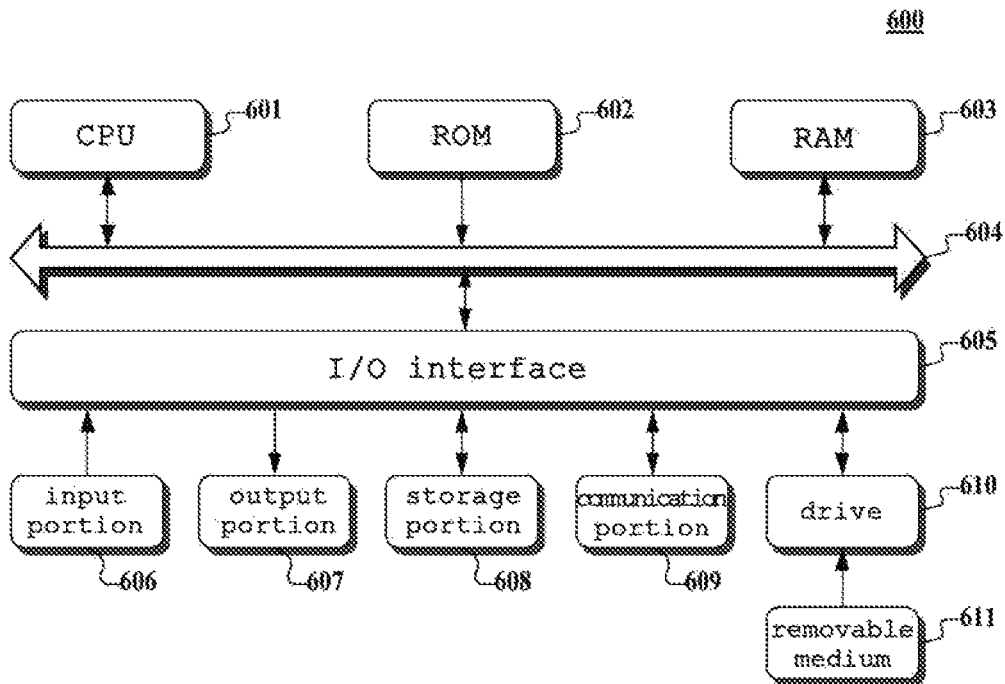 600
CPU
601
ROM
602
RAM
603
604
I/O interface
605
input
portion
606
output
portion
607
storage
portion
608
communication
portion
609
drive
610
removable
medium
611